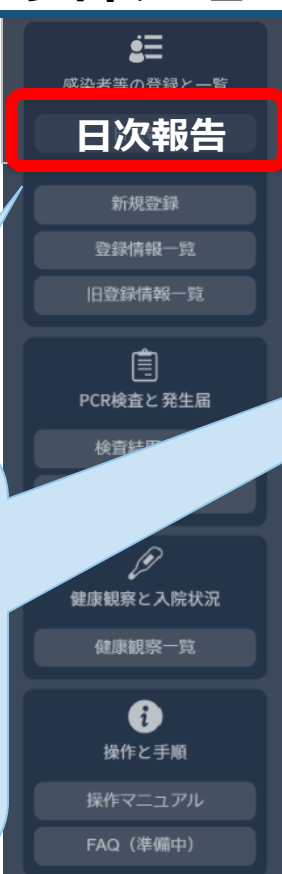 感染者等の登録と一覧
日次報告
新規登録
登録情報一覧
旧登録情報一覧
PCR検査と発生届
検査結
健康観察と入院状況
健康観察一覧
操作と手順
操作マニュアル
FAQ（準備中）